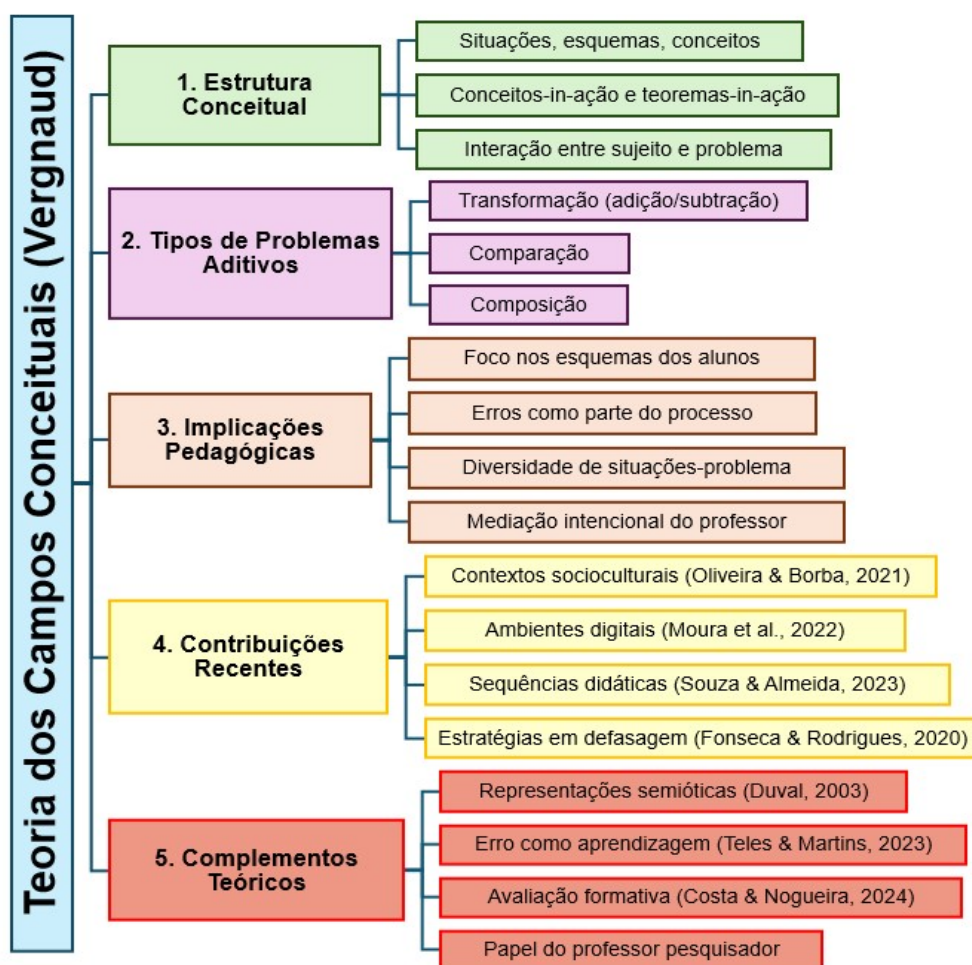 Teoria dos Campos Conceituais (Vergnaud)
1. Estrutura
Conceitual
Situações, esquemas, conceitos
Conceitos-in-ação e teoremas-in-ação
Interação entre sujeito e problema
2. Tipos de Problemas
Aditivos
Transformação (adição/subtração)
Comparação
Composição
3. Implicações
Pedagógicas
Foco nos esquemas dos alunos
Erros como parte do processo
Diversidade de situações-problema
Mediação intencional do professor
4. Contribuições
Recentes
Contextos socioculturais (Oliveira & Borba, 2021)
Ambientes digitais (Moura et al., 2022)
Sequências didáticas (Souza & Almeida, 2023)
Estratégias em defasagem (Fonseca & Rodrigues, 2020)
5. Complementos
Teóricos
Representações semióticas (Duval, 2003)
Erro como aprendizagem (Teles & Martins, 2023)
Avaliação formativa (Costa & Nogueira, 2024)
Papel do professor pesquisador